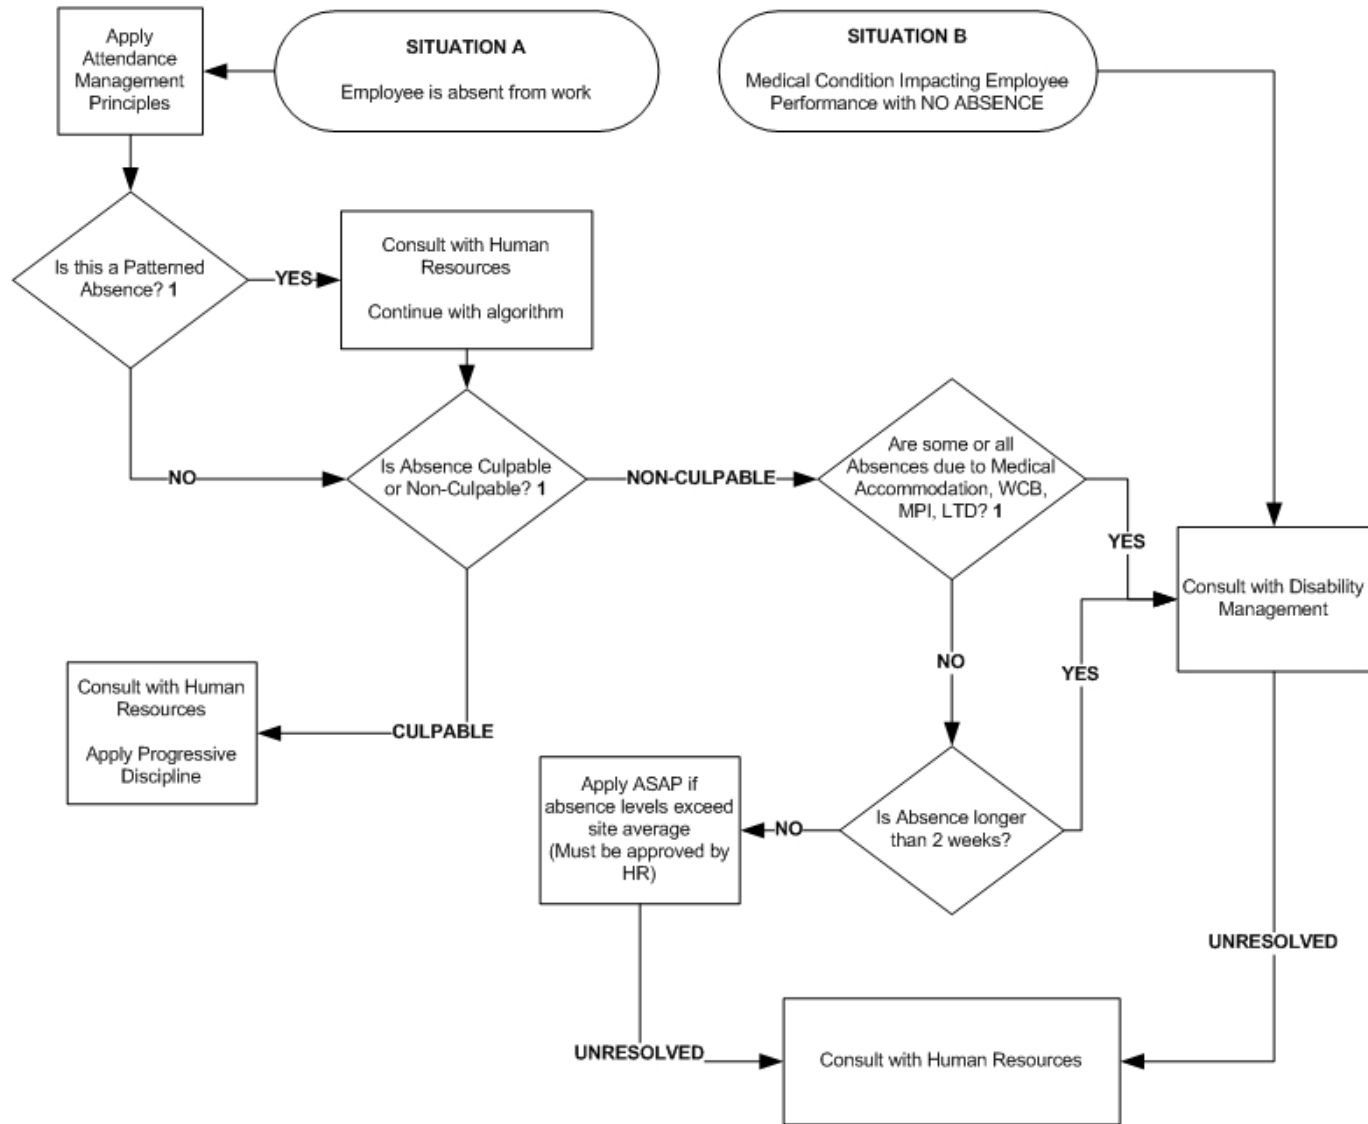 Apply
Attendance
Management
Principles
SITUATION A
Employee is absent from work
SITUATION B
Medical Condition Impacting Employee
Performance with NO ABSENCE
Is this a Patterned
Absence? 1
YES
Consult with Human
Resources
Continue with algorithm
NO
Is Absence Culpable
or Non-Culpable? 1
NON-CULPABLE
Are some or all
Absences due to Medical
Accommodation, WCB,
MPI, LTD? 1
YES
Consult with Disability
Management
NO
YES
CULPABLE
Consult with Human
Resources
Apply Progressive
Discipline
Is Absence longer
than 2 weeks?
NO
Apply ASAP if
absence levels exceed
site average
(Must be approved by
HR)
UNRESOLVED
UNRESOLVED
Consult with Human Resources